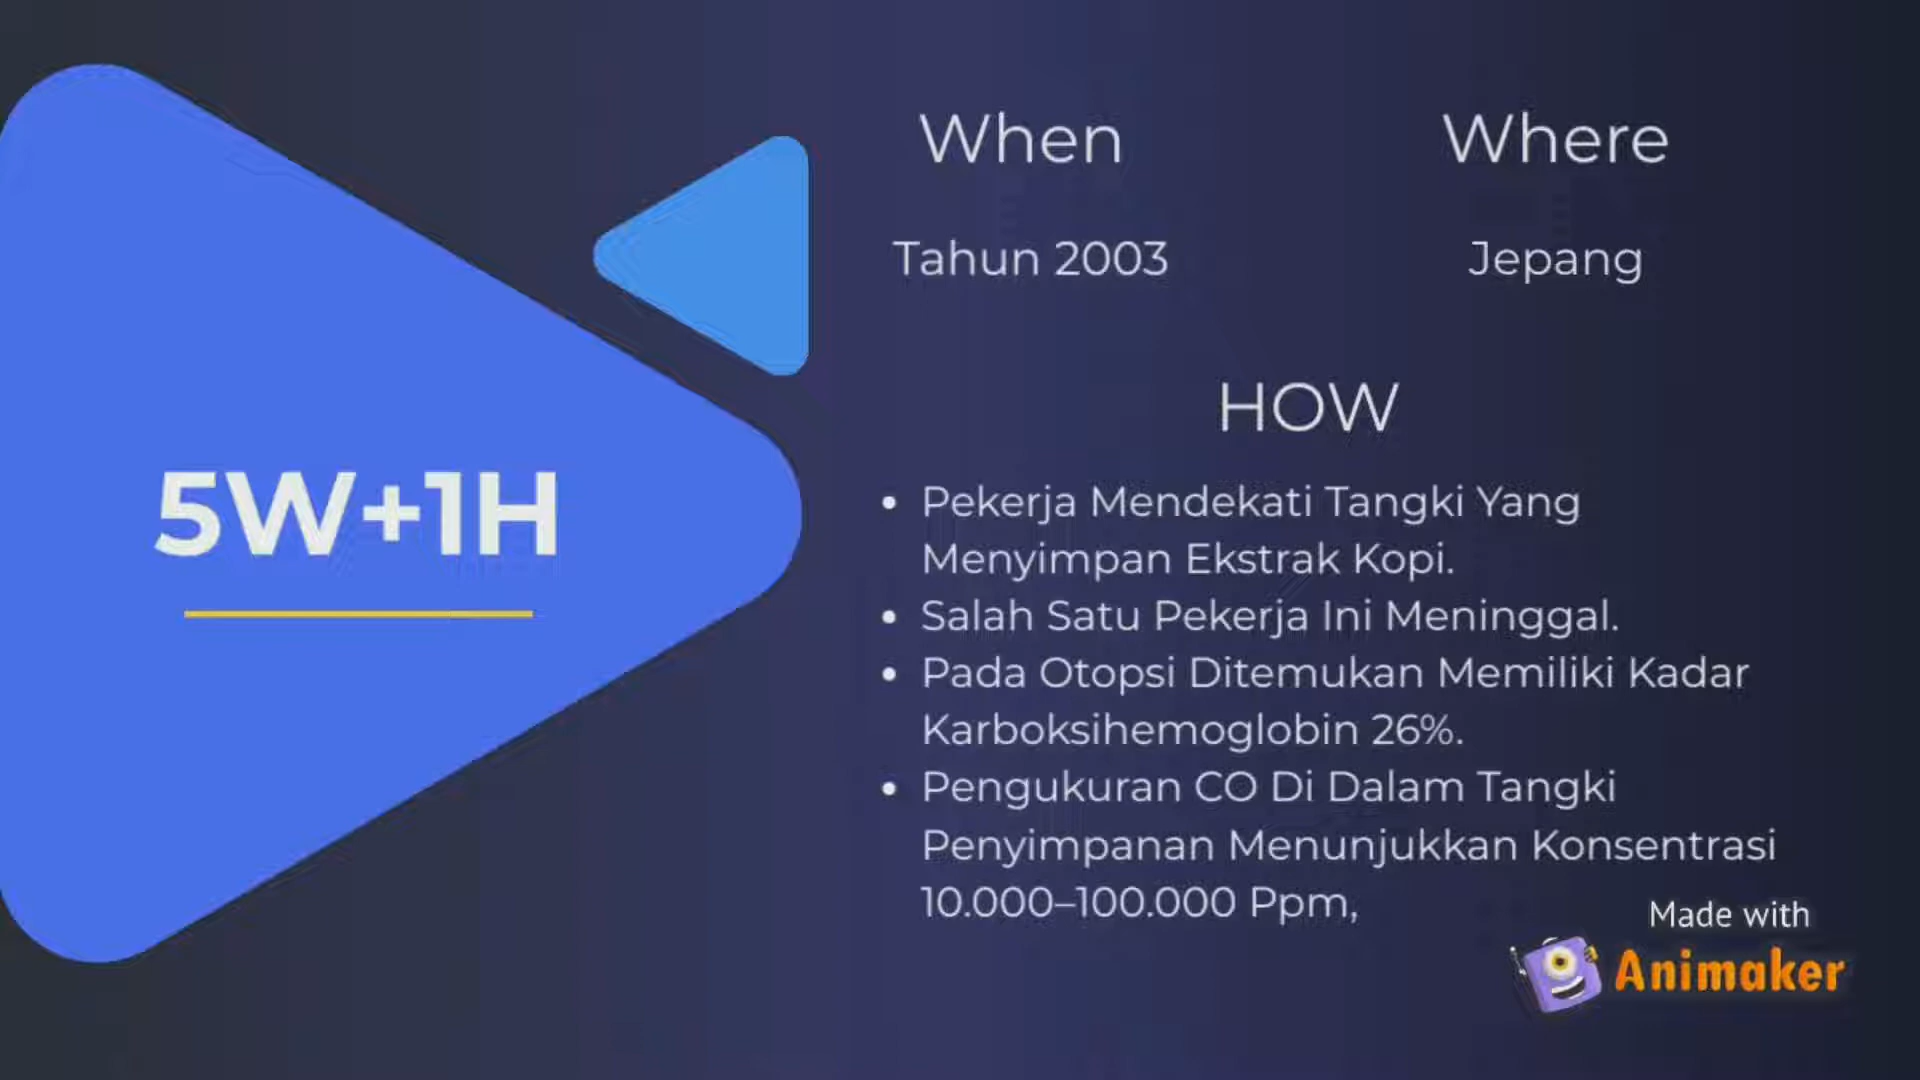 5W+1H
When
Where
Tahun 2003
Jepang
HOW
• Pekerja Mendekati Tangki Yang
Menyimpan Ekstrak Kopi.
• Salah Satu Pekerja Ini Meninggal.
• Pada Otopsi Ditemukan Memiliki Kadar
Karboksihemoglobin 26%.
• Pengukuran CO Di Dalam Tangki
Penyimpanan Menunjukkan Konsentrasi
10.000–100.000 Ppm,
Made with
Animaker